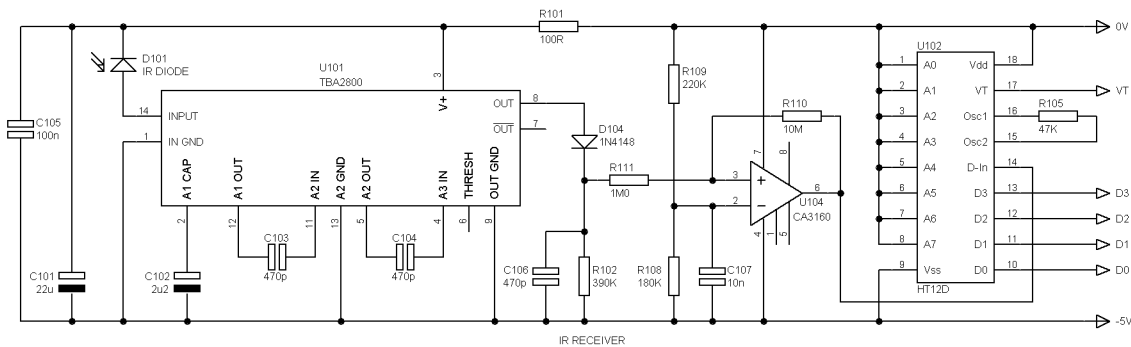 R101
100R
0V
D101
IR DIODE
U101
TBA2800
3
V+
R109
220K
U102
1 A0 Vdd 18
2 A1 VT 17
VT
3 A2 Osc1 16
R105
47K
4 A3 Osc2 15
5 A4 D-In 14
6 A5 D3 13
D3
7 A6 D2 12
D2
8 A7 D1 11
D1
9 Vss D0 10
D0
HT12D
C105
100n
14 INPUT
1 IN GND
OUT 8
OUT 7
A1 CAP
A1 OUT
A2 IN
A2 GND
A2 OUT
A3 IN
THRESH
OUT GND
2
12
11
13
5
4
6
9
D104
1N4148
R110
10M
R111
1M0
7
8
3
+
2
−
6
U104
CA3160
4
1
5
C103
470p
C104
470p
C101
22u
C102
2u2
C106
470p
R102
390K
R108
180K
C107
10n
-5V
IR RECEIVER